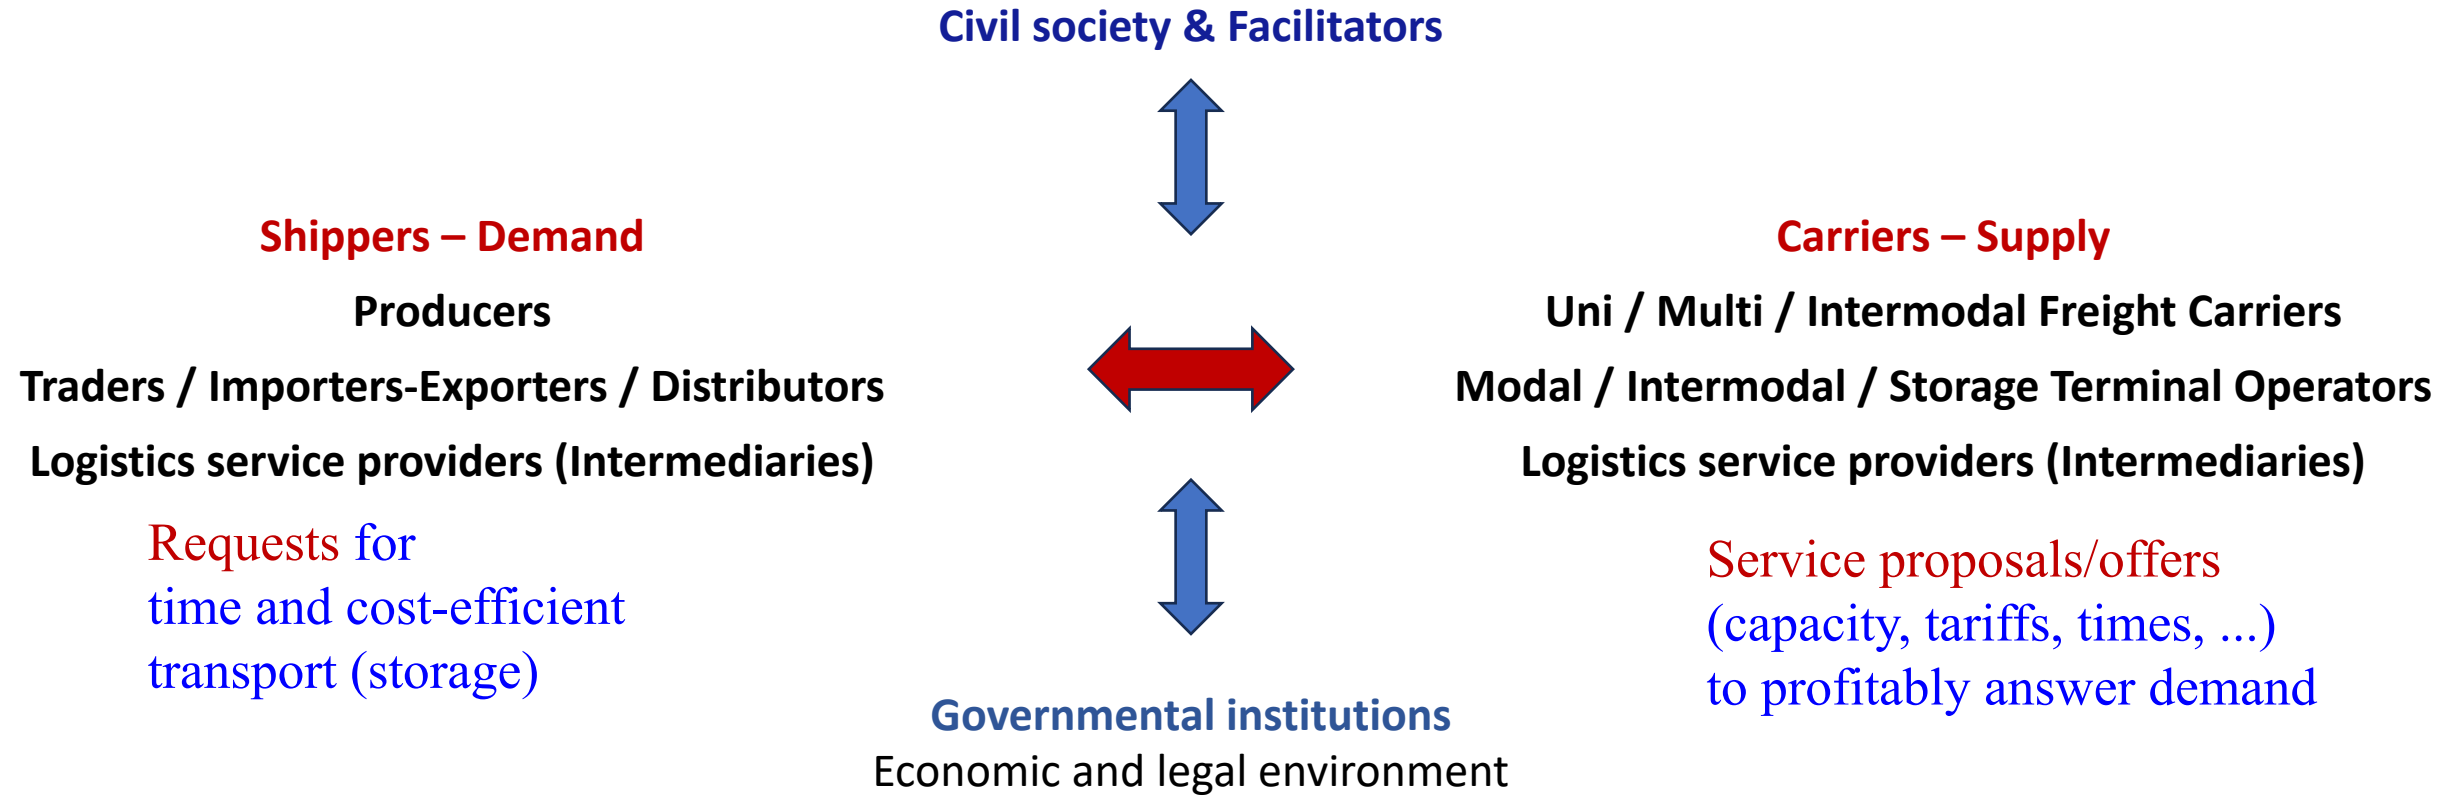 Civil society & Facilitators
Shippers – Demand
Producers
Traders / Importers-Exporters / Distributors
Logistics service providers (Intermediaries)
Requests for
time and cost-efficient
transport (storage)
Carriers – Supply
Uni / Multi / Intermodal Freight Carriers
Modal / Intermodal / Storage Terminal Operators
Logistics service providers (Intermediaries)
Service proposals/offers
(capacity, tariffs, times, ...)
to profitably answer demand
Governmental institutions
Economic and legal environment